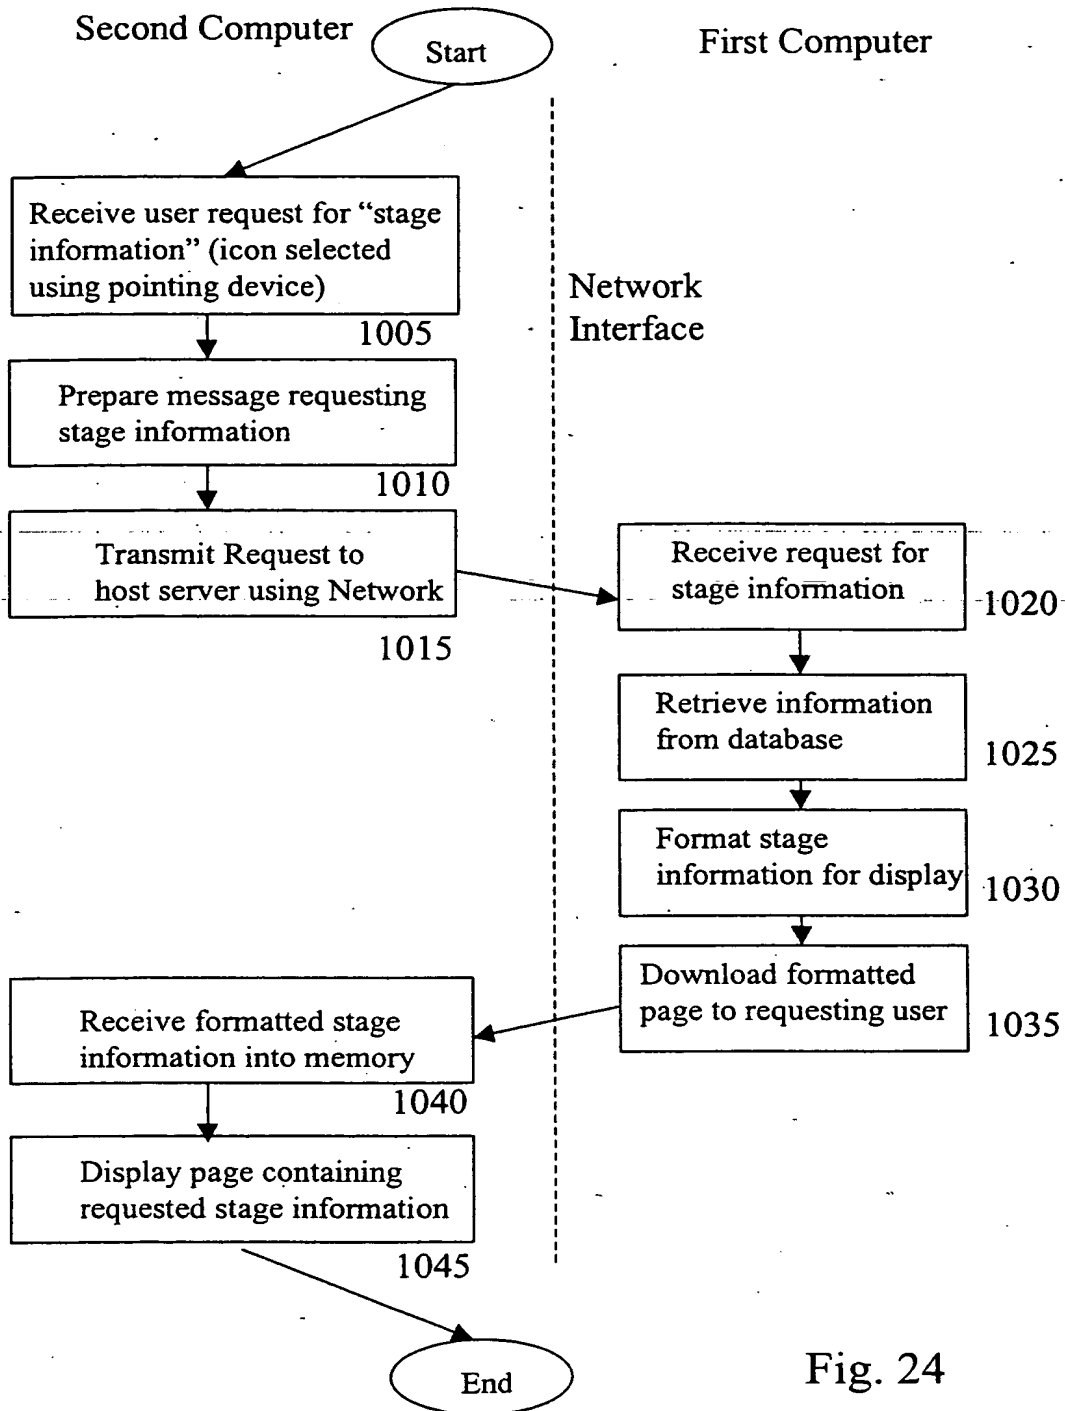 Second Computer
Start
First Computer
Receive user request for “stage
information” (icon selected
using pointing device)
1005
Network
Interface
Prepare message requesting
stage information
1010
Transmit Request to
host server using Network
1015
Receive request for
stage information
1020
Retrieve information
from database
1025
Format stage
information for display
1030
Download formatted
page to requesting user
1035
Receive formatted stage
information into memory
1040
Display page containing
requested stage information
1045
End
Fig. 24